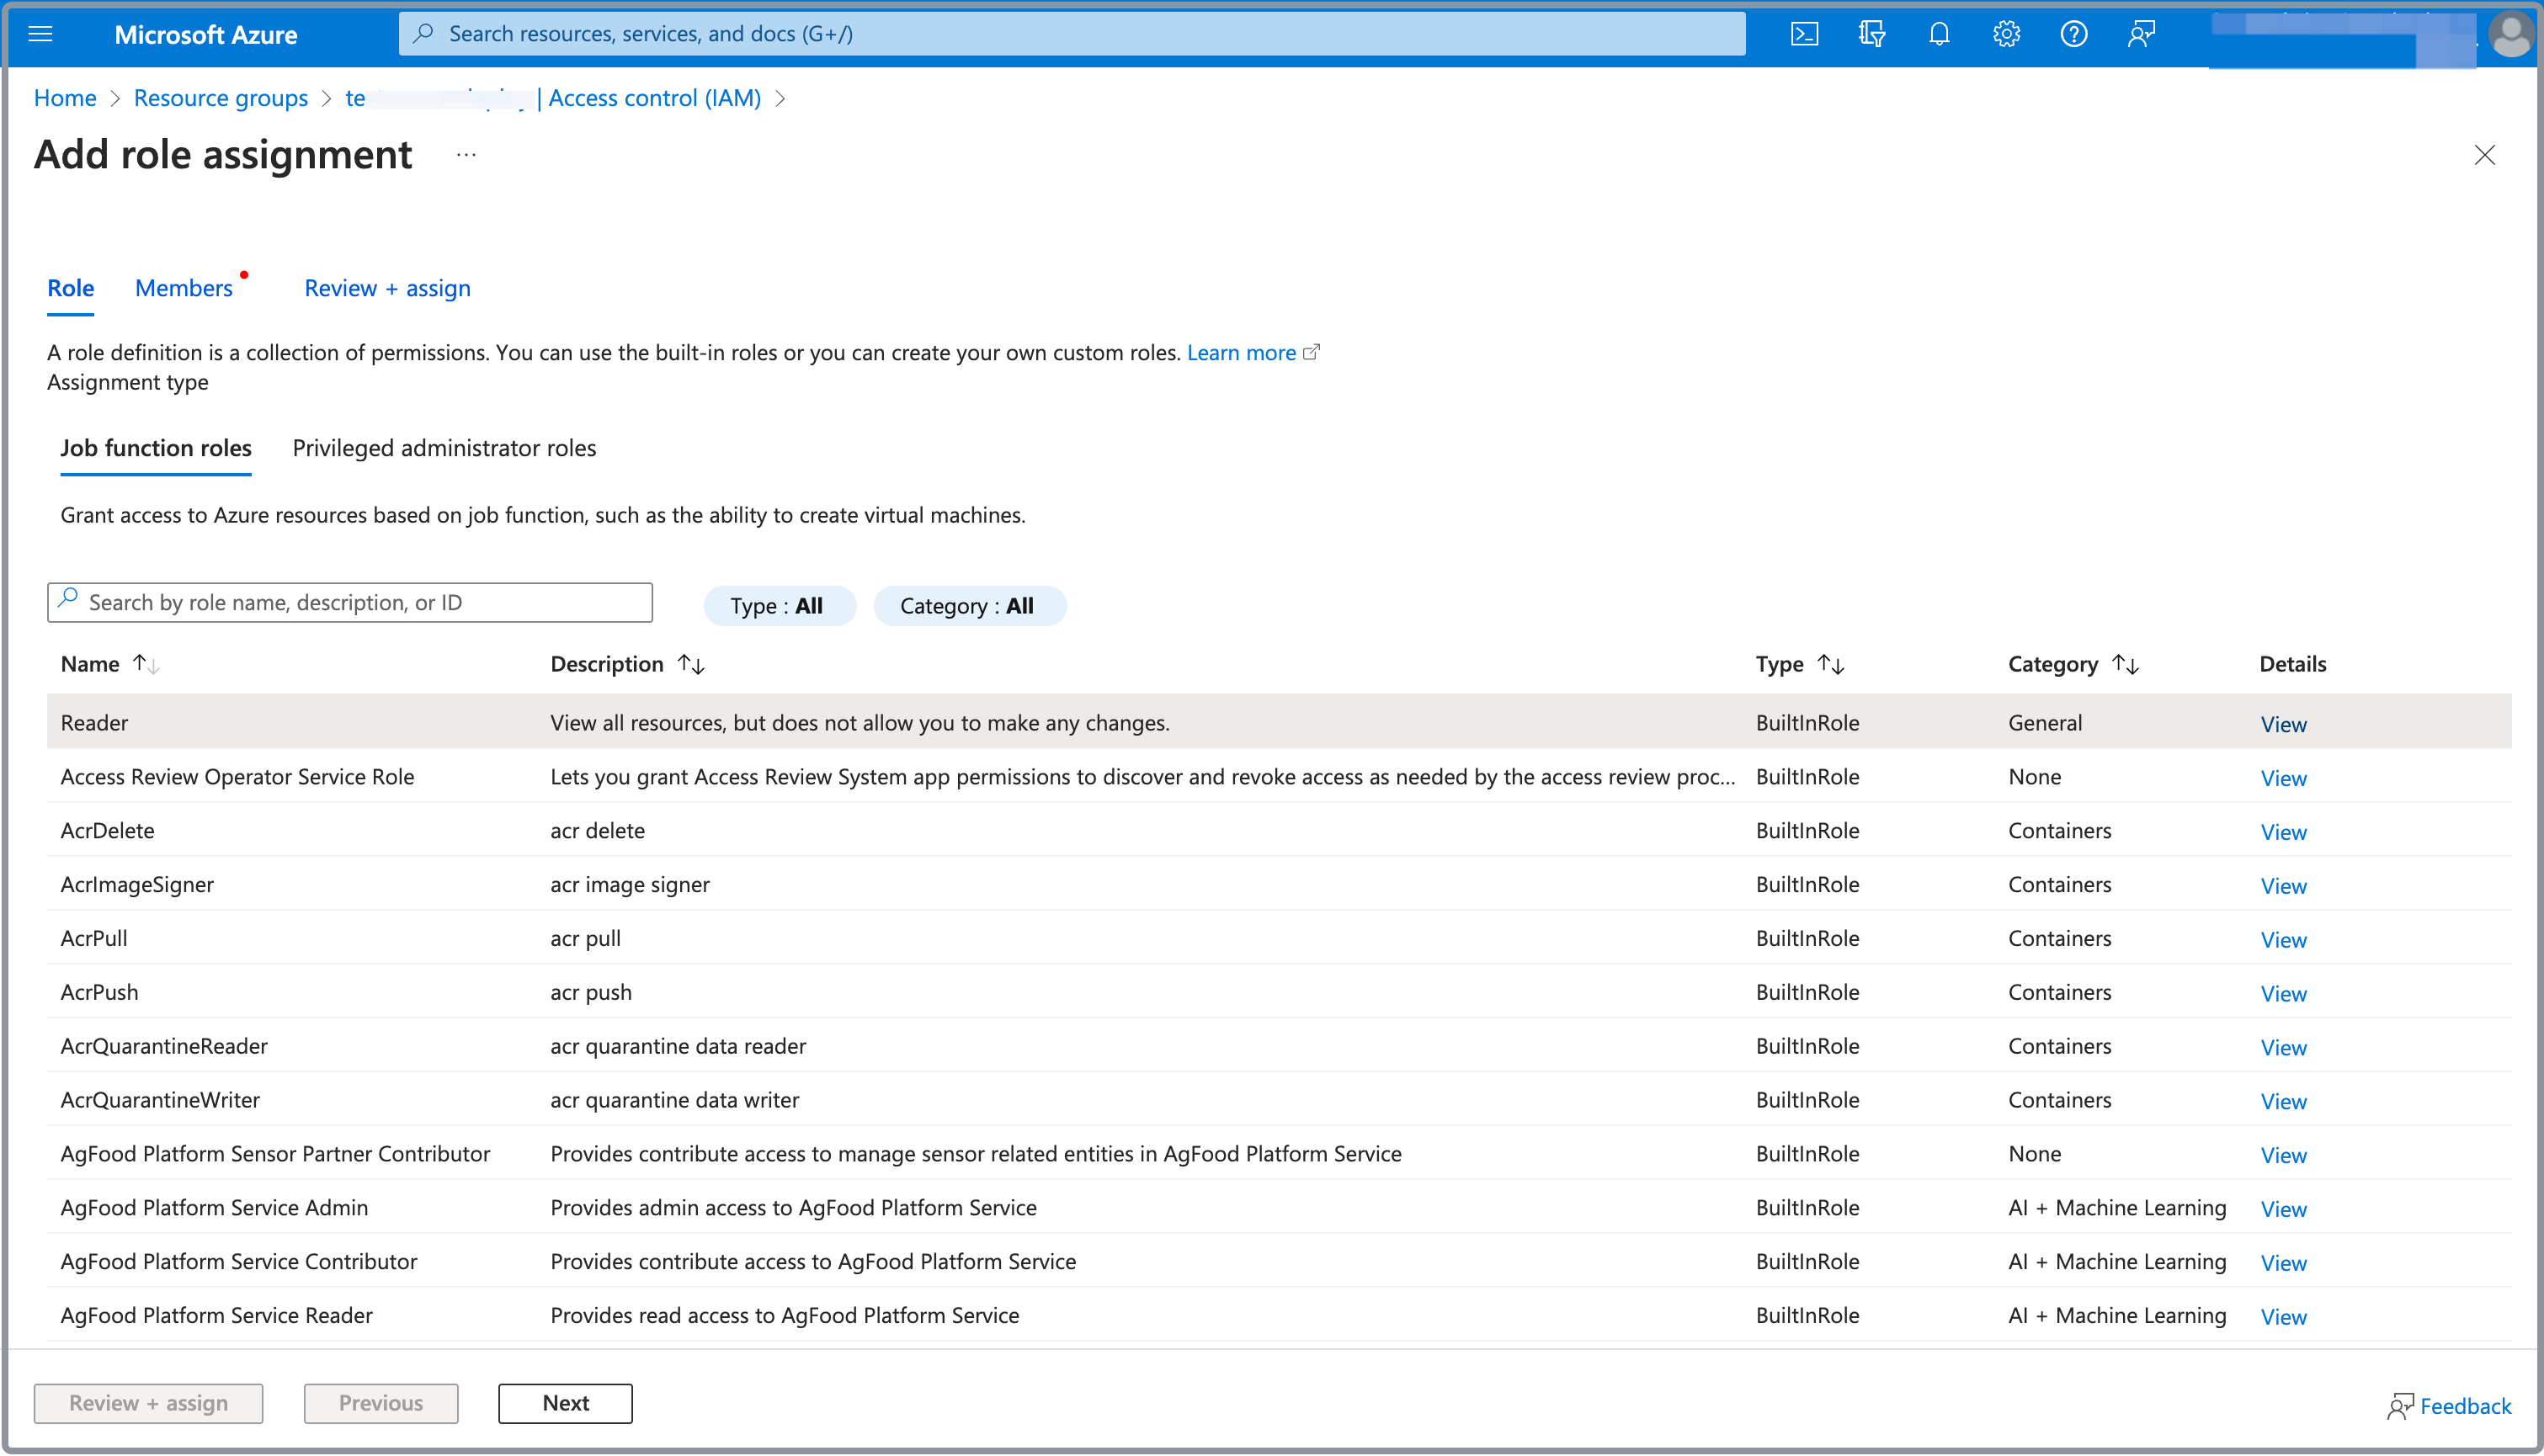 Microsoft Azure
Search resources, services, and docs (G+/)
Home > Resource groups > | Access control (IAM) >
Add role assignment ...
Role Members Review + assign
A role definition is a collection of permissions. You can use the built-in roles or you can create your own custom roles. Learn more
Assignment type
Job function roles Privileged administrator roles
Grant access to Azure resources based on job function, such as the ability to create virtual machines.
Search by role name, description, or ID Type : All Category : All
Name ↑↓ Description ↑↓ Type ↑↓ Category ↑↓ Details
Reader View all resources, but does not allow you to make any changes. BuiltInRole General View
Access Review Operator Service Role Lets you grant Access Review System app permissions to discover and revoke access as needed by the access review proc... BuiltInRole None View
AcrDelete acr delete BuiltInRole Containers View
AcrImageSigner acr image signer BuiltInRole Containers View
AcrPull acr pull BuiltInRole Containers View
AcrPush acr push BuiltInRole Containers View
AcrQuarantineReader acr quarantine data reader BuiltInRole Containers View
AcrQuarantineWriter acr quarantine data writer BuiltInRole Containers View
AgFood Platform Sensor Partner Contributor Provides contribute access to manage sensor related entities in AgFood Platform Service BuiltInRole None View
AgFood Platform Service Admin Provides admin access to AgFood Platform Service BuiltInRole AI + Machine Learning View
AgFood Platform Service Contributor Provides contribute access to AgFood Platform Service BuiltInRole AI + Machine Learning View
AgFood Platform Service Reader Provides read access to AgFood Platform Service BuiltInRole AI + Machine Learning View
Review + assign Previous Next Feedback